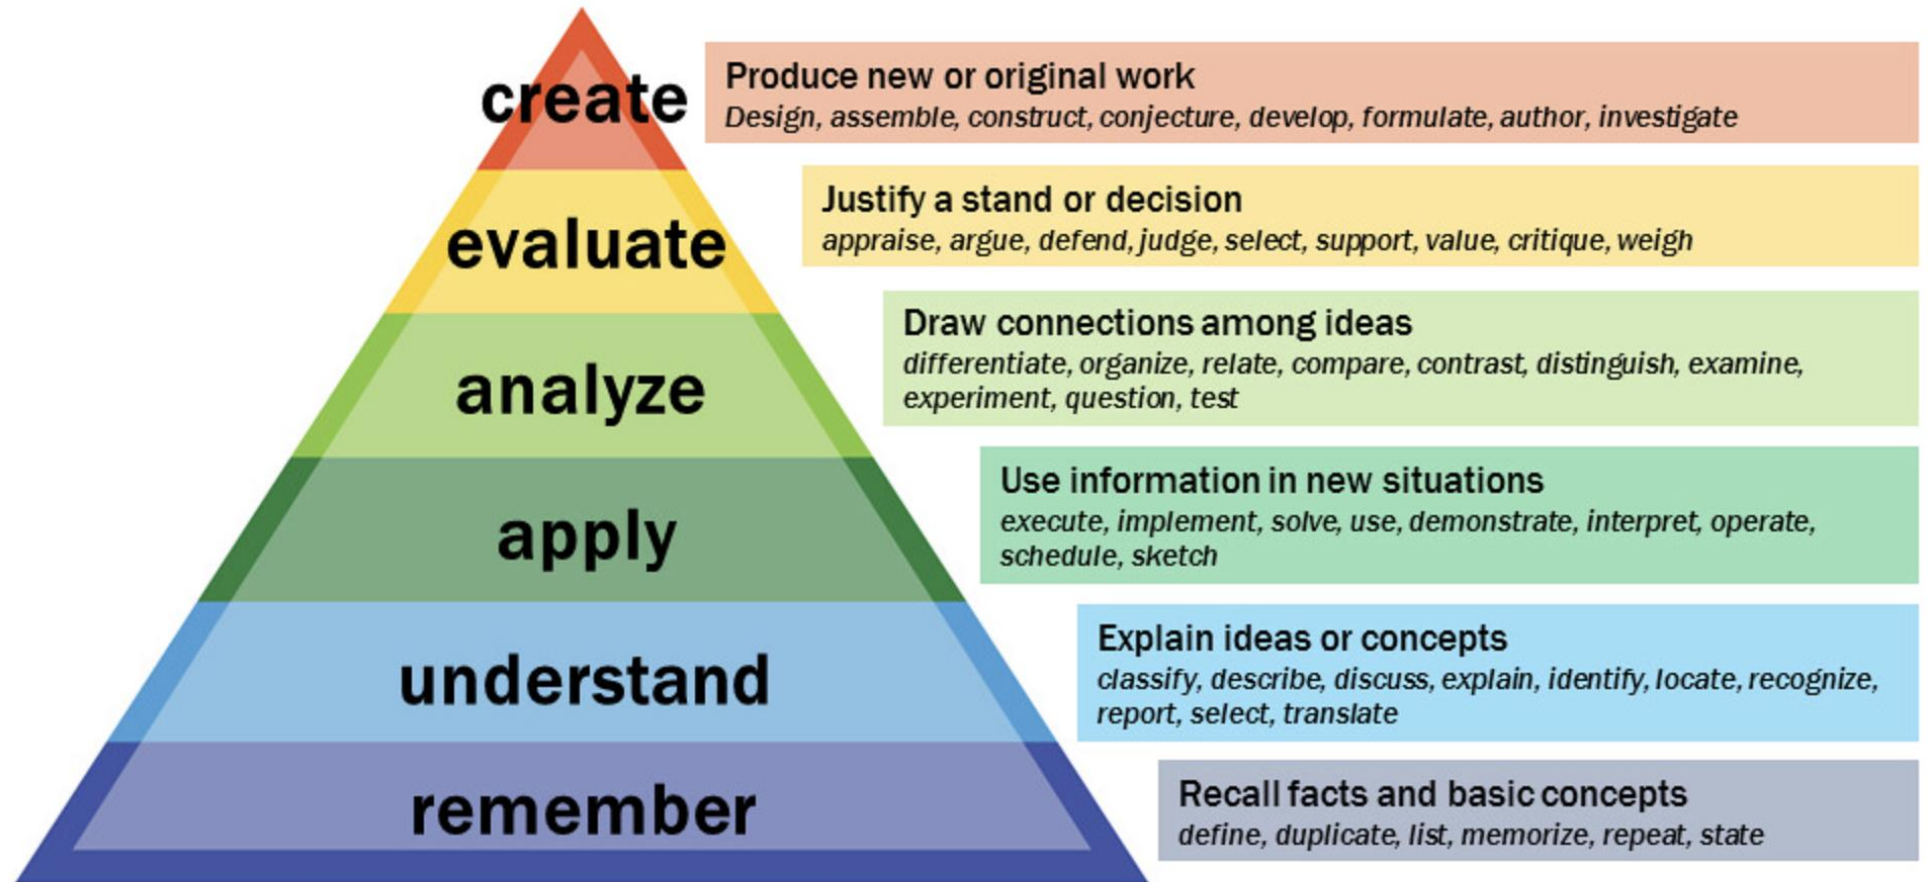 create
Produce new or original work
Design, assemble, construct, conjecture, develop, formulate, author, investigate
evaluate
Justify a stand or decision
appraise, argue, defend, judge, select, support, value, critique, weigh
analyze
Draw connections among ideas
differentiate, organize, relate, compare, contrast, distinguish, examine,
experiment, question, test
apply
Use information in new situations
execute, implement, solve, use, demonstrate, interpret, operate,
schedule, sketch
understand
Explain ideas or concepts
classify, describe, discuss, explain, identify, locate, recognize,
report, select, translate
remember
Recall facts and basic concepts
define, duplicate, list, memorize, repeat, state